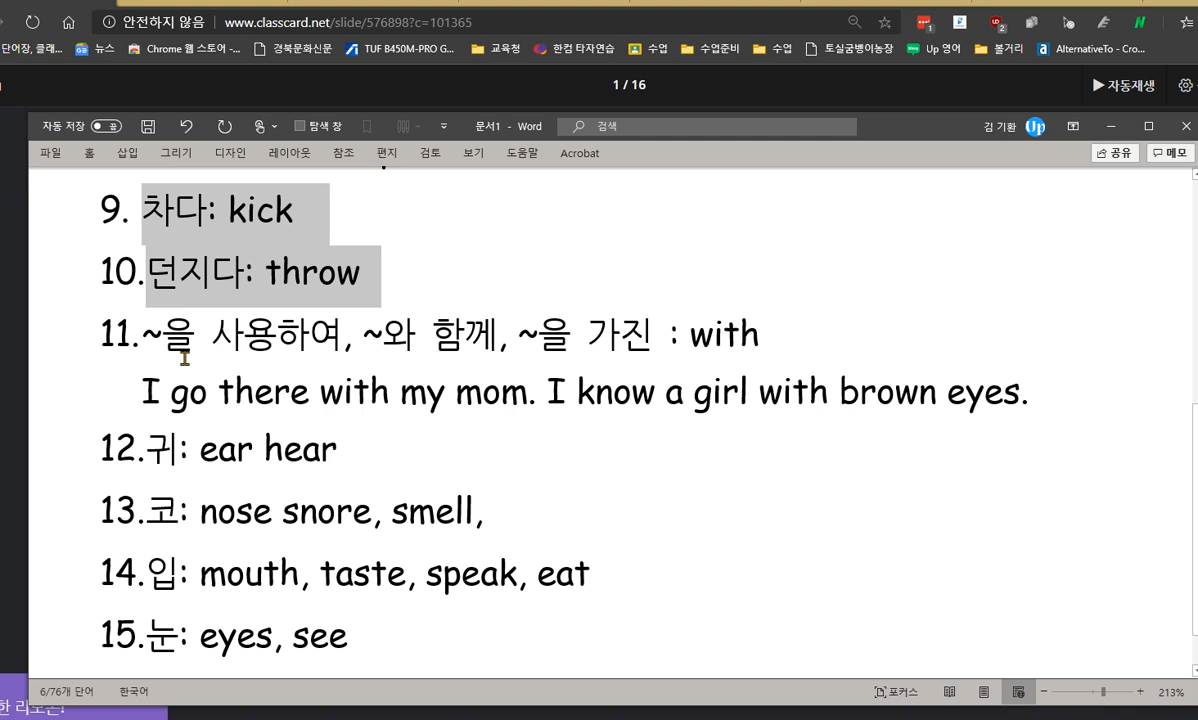 안전하지 않음 www.classcard.net/slide/576898?c=101365
단어장, 클래... 뉴스 Chrome 웹 스토어 -... 경북문화신문 TUF B450M-PRO G... 교육청 한컴 타자연습 수업 수업준비 수업 토실굼벵이농장 Up 영어 볼거리 AlternativeTo - Cro...
1 / 16 자동재생
자동 저장 끔 탐색 창 문서1 - Word 검색 김 기환 Up
파일 홈 삽입 그리기 디자인 레이아웃 참조 편지 검토 보기 도움말 Acrobat 공유 메모
9. 차다: kick
10.던지다: throw
11.~을 사용하여, ~와 함께, ~을 가진 : with
I go there with my mom. I know a girl with brown eyes.
12.귀: ear hear
13.코: nose snore, smell,
14.입: mouth, taste, speak, eat
15.눈: eyes, see
6/76개 단어 한국어 포커스 213%
한 리모콘!